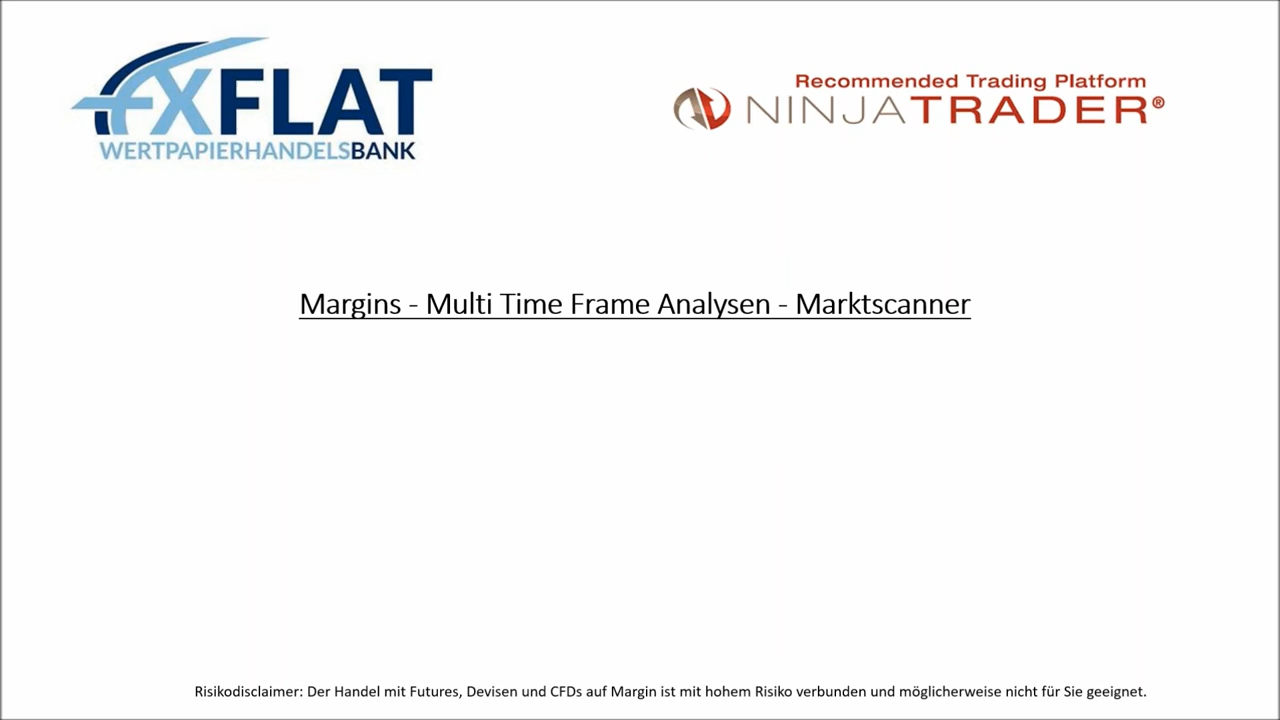 FXFLAT
WERTPAPIERHANDELSBANK
Recommended Trading Platform
NINJATRADER®
Margins - Multi Time Frame Analysen - Marktscanner
Risikodisclaimer: Der Handel mit Futures, Devisen und CFDs auf Margin ist mit hohem Risiko verbunden und möglicherweise nicht für Sie geeignet.